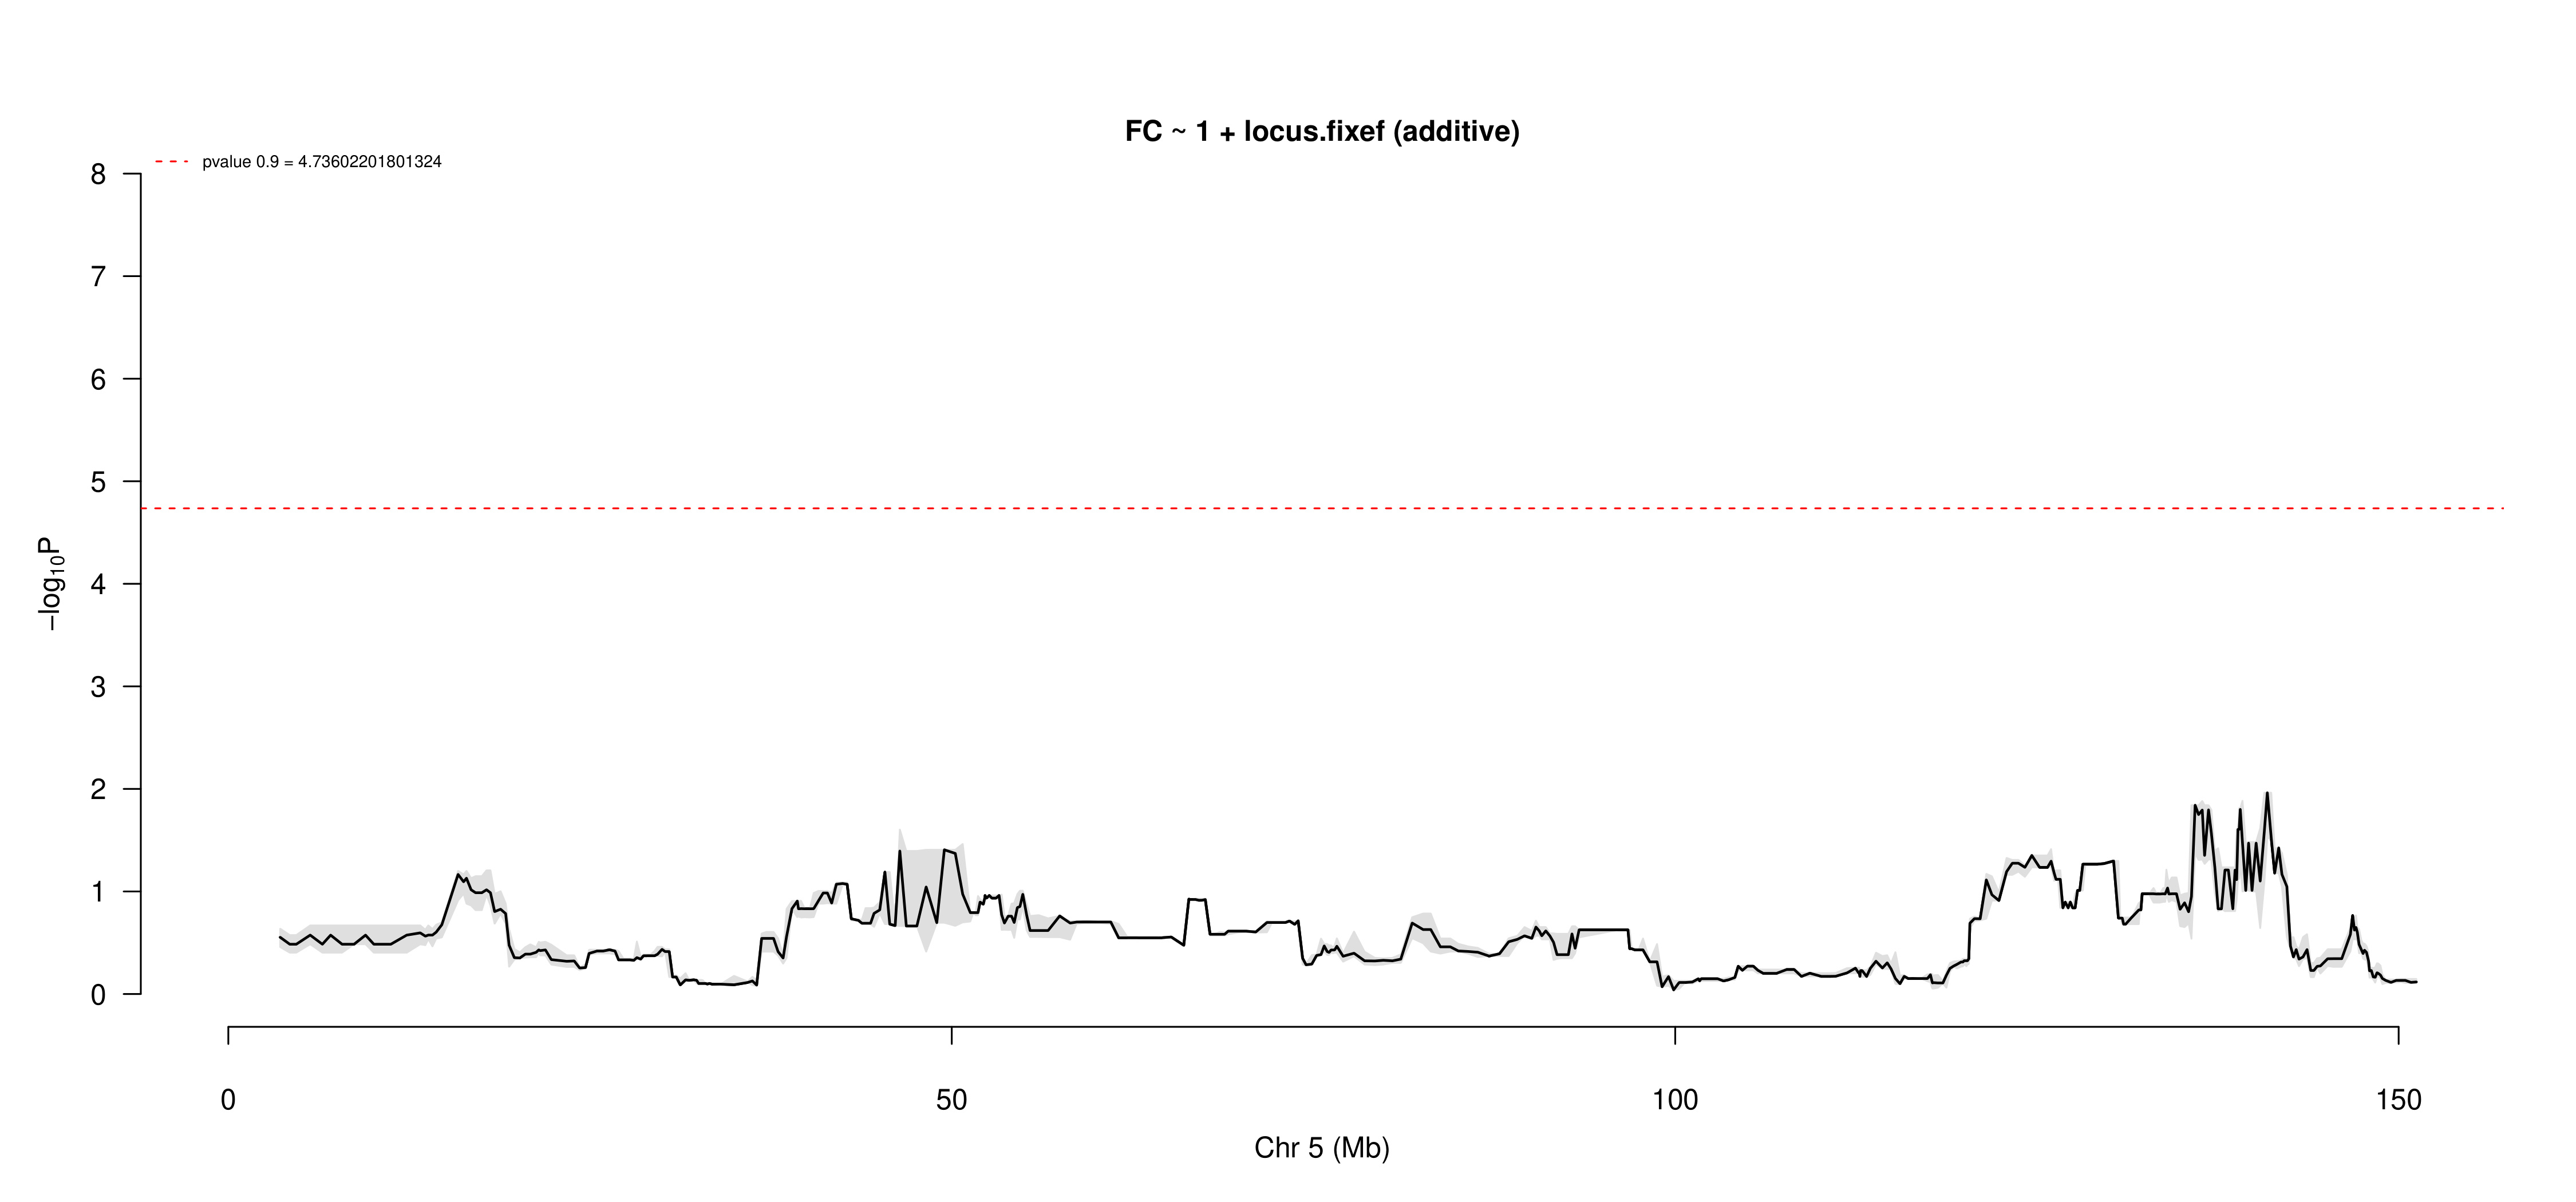 FC ~ 1 + locus.fixef (additive)
pvalue 0.9 = 4.73602201801324
8
7
6
5
4
3
2
1
0
−log10P
0 50 100 150
Chr 5 (Mb)